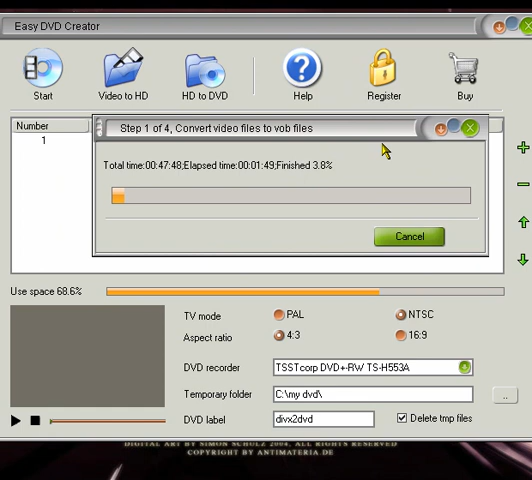 Easy DVD Creator
Start
Video to HD
HD to DVD
Help
Register
Buy
Number
1
Step 1 of 4, Convert video files to vob files
Total time:00:47:48;Elapsed time:00:01:49;Finished 3.8%
Cancel
Use space 68.6%
TV mode PAL NTSC
Aspect ratio 4:3 16:9
DVD recorder TSSTcorp DVD+-RW TS-H553A
Temporary folder C:\my dvd\ ..
DVD label divx2dvd Delete tmp files
DIGITAL ART BY SIMON SCHULZ 2004, ALL RIGHTS RESERVED
COPYRIGHT BY ANTIMATERIA.DE